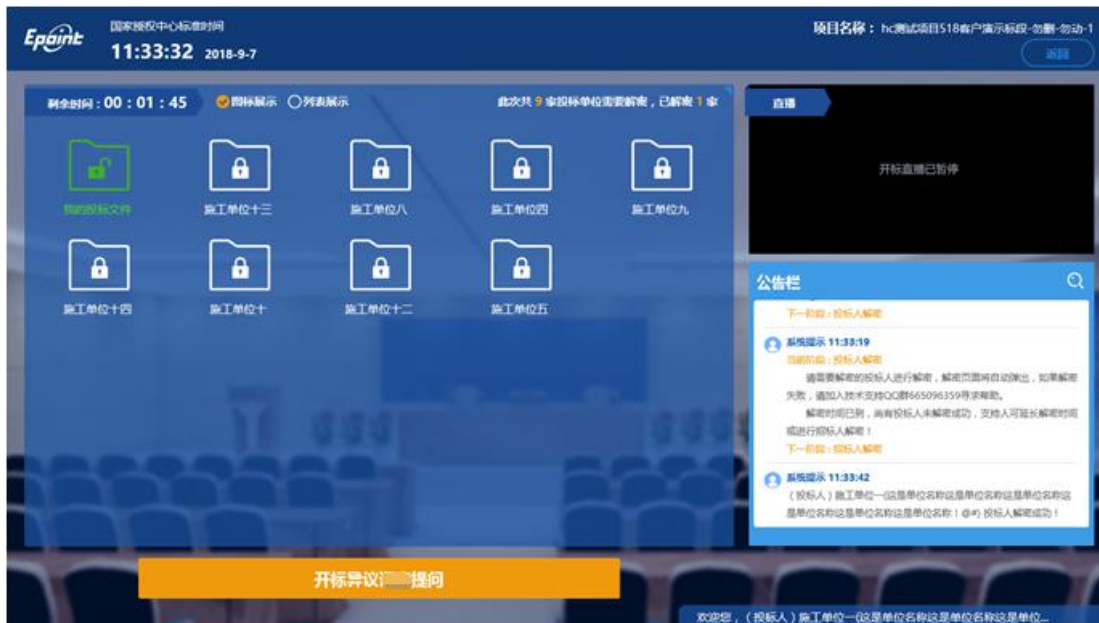 Epoint
国家授权中心标准时间
11:33:32 2018-9-7
项目名称： hc测试项目518客户演示标段-勿删-勿动-1
返回
剩余时间：00：01：45
图标展示 列表展示
此次共 9 家投标单位需要解密，已解密 1 家
我的投标文件
施工单位十三
施工单位八
施工单位四
施工单位九
施工单位十四
施工单位十
施工单位十二
施工单位五
直播
开标直播已暂停
公告栏
下一阶段：投标人解密
系统提示 11:33:19
当前阶段：投标人解密
请需要解密的投标人进行解密，解密页面将自动弹出，如果解密
失败，请加入技术支持QQ群665096359寻求帮助。
解密时间已到，尚有投标人未解密成功，支持人可延长解密时间
或进行招标人解密！
下一阶段：招标人解密
系统提示 11:33:42
（投标人）施工单位一(这是单位名称这是单位名称这是单位名称这
是单位名称这是单位名称这是单位名称！@#) 投标人解密成功！
开标异议 提问
欢迎您，（投标人）施工单位一(这是单位名称这是单位名称这是单位...